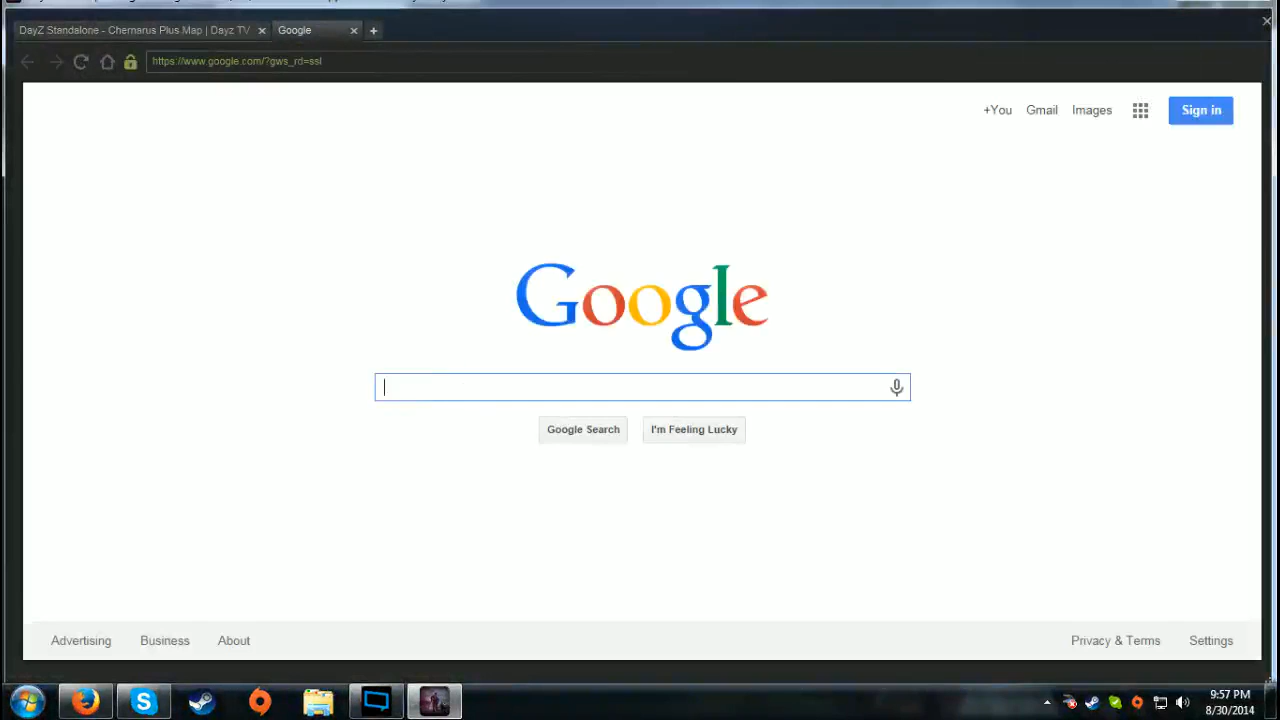 DayZ Standalone - Chernarus Plus Map | Dayz TV
Google
https://www.google.com/?gws_rd=ssl
+You Gmail Images Sign in
Google
Google Search I'm Feeling Lucky
Advertising Business About Privacy & Terms Settings
9:57 PM
8/30/2014